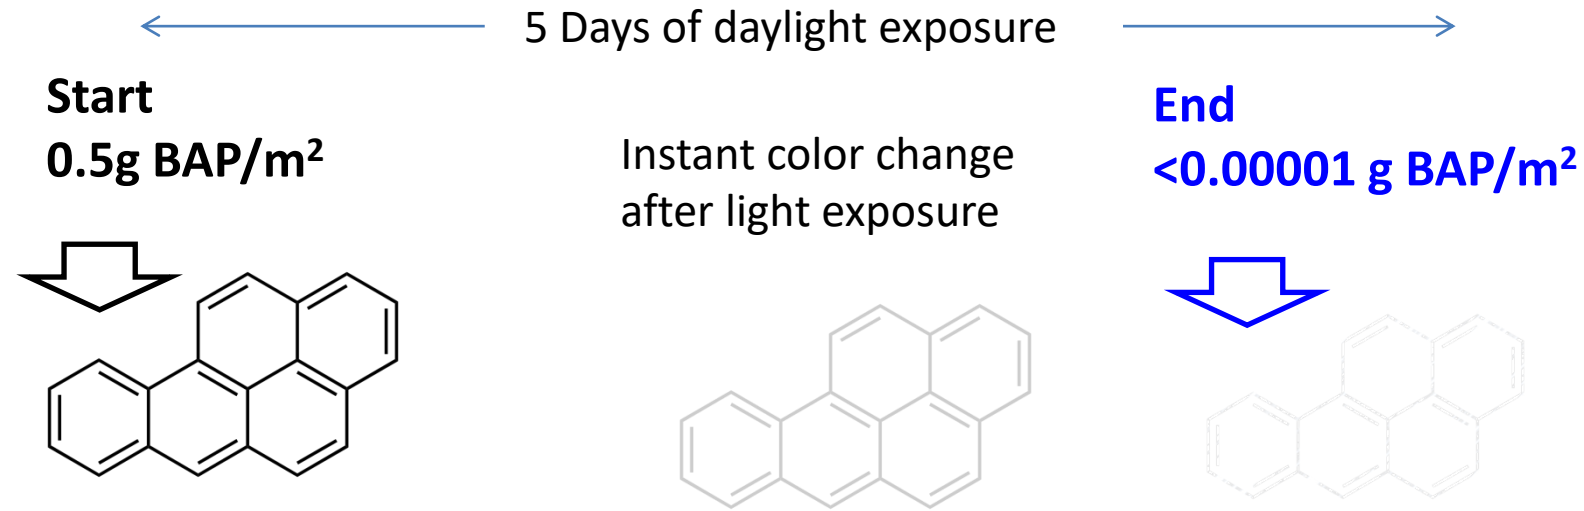 5 Days of daylight exposure
Start
0.5g BAP/m²
Instant color change
after light exposure
End
<0.00001 g BAP/m²